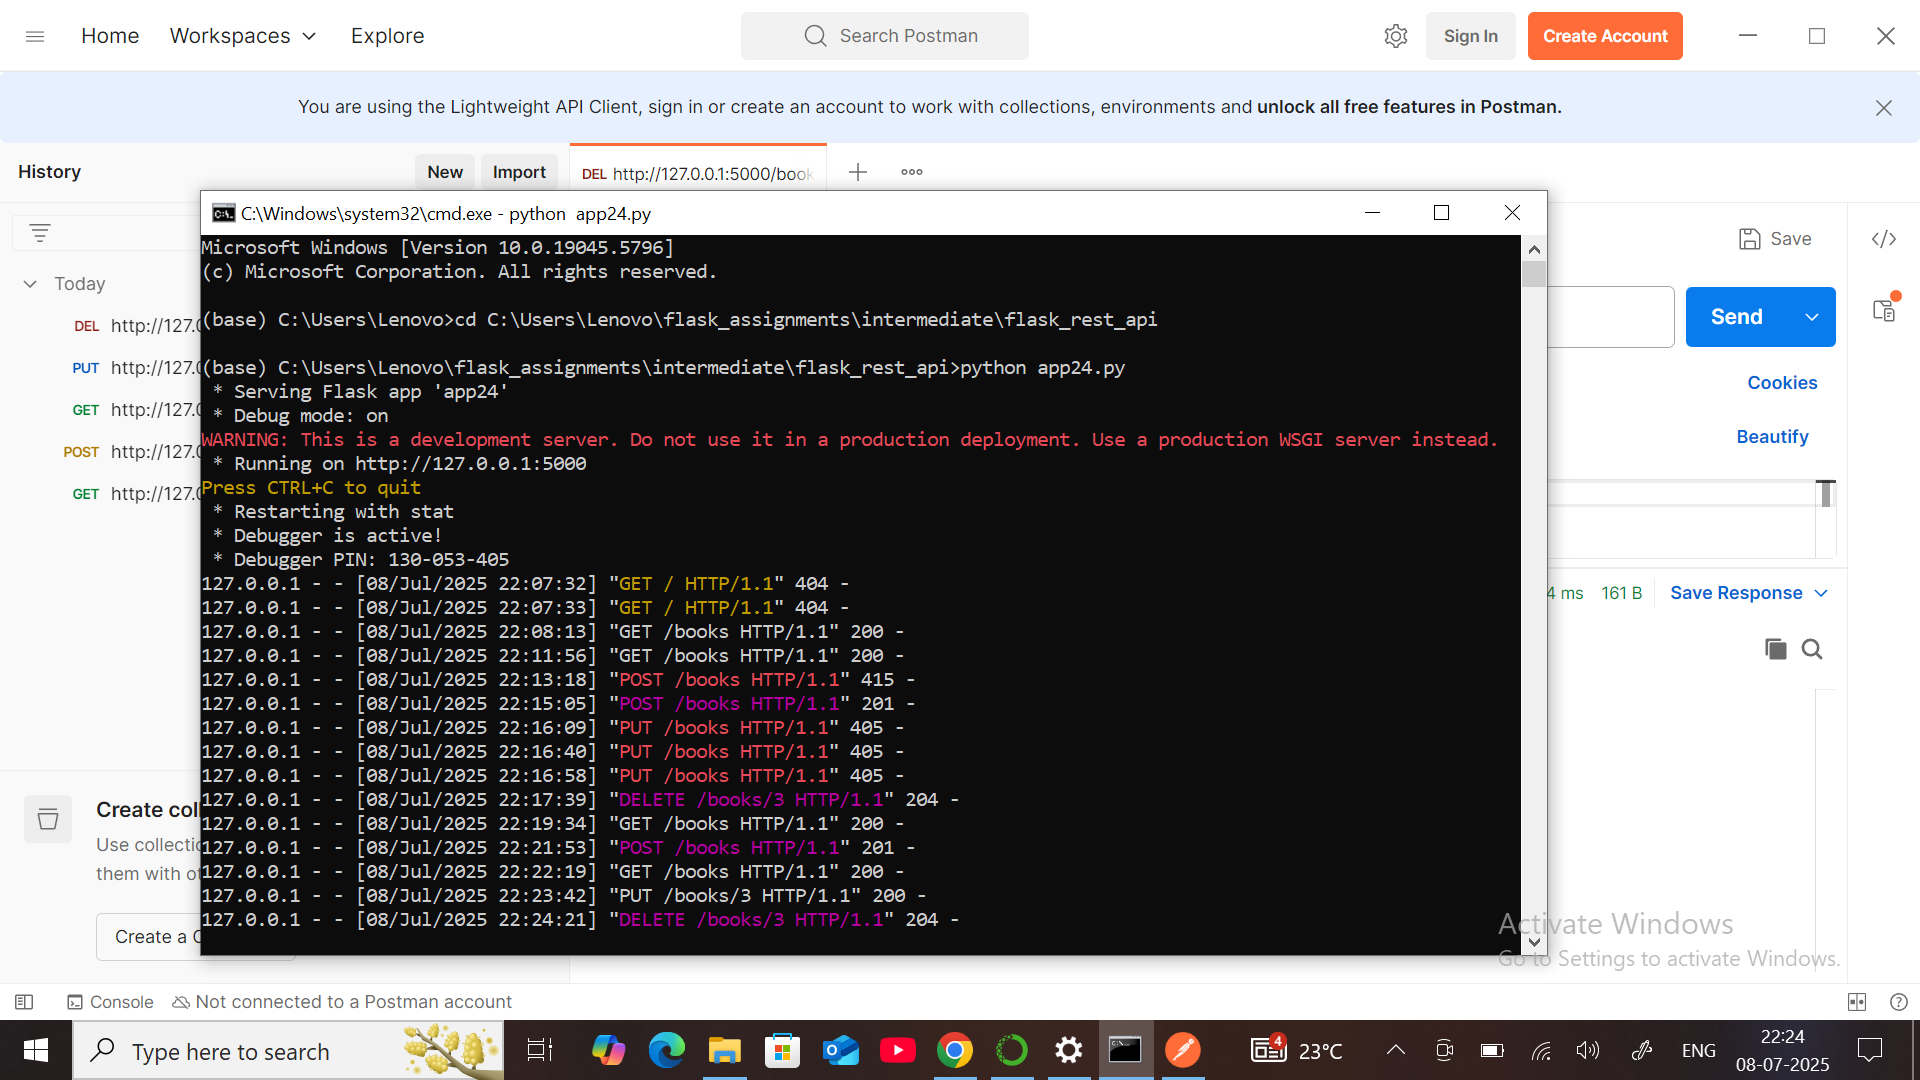 Home
Workspaces
Explore
Search Postman
Sign In
Create Account
You are using the Lightweight API Client, sign in or create an account to work with collections, environments and unlock all free features in Postman.
History
New
Import
DEL http://127.0.0.1:5000/book
C:\Windows\system32\cmd.exe - python  app24.py
Microsoft Windows [Version 10.0.19045.5796]
(c) Microsoft Corporation. All rights reserved.
(base) C:\Users\Lenovo>cd C:\Users\Lenovo\flask_assignments\intermediate\flask_rest_api
(base) C:\Users\Lenovo\flask_assignments\intermediate\flask_rest_api>python app24.py
* Serving Flask app 'app24'
* Debug mode: on
WARNING: This is a development server. Do not use it in a production deployment. Use a production WSGI server instead.
* Running on http://127.0.0.1:5000
Press CTRL+C to quit
* Restarting with stat
* Debugger is active!
* Debugger PIN: 130-053-405
127.0.0.1 - - [08/Jul/2025 22:07:32] "GET / HTTP/1.1" 404 -
127.0.0.1 - - [08/Jul/2025 22:07:33] "GET / HTTP/1.1" 404 -
127.0.0.1 - - [08/Jul/2025 22:08:13] "GET /books HTTP/1.1" 200 -
127.0.0.1 - - [08/Jul/2025 22:11:56] "GET /books HTTP/1.1" 200 -
127.0.0.1 - - [08/Jul/2025 22:13:18] "POST /books HTTP/1.1" 415 -
127.0.0.1 - - [08/Jul/2025 22:15:05] "POST /books HTTP/1.1" 201 -
127.0.0.1 - - [08/Jul/2025 22:16:09] "PUT /books HTTP/1.1" 405 -
127.0.0.1 - - [08/Jul/2025 22:16:40] "PUT /books HTTP/1.1" 405 -
127.0.0.1 - - [08/Jul/2025 22:16:58] "PUT /books HTTP/1.1" 405 -
127.0.0.1 - - [08/Jul/2025 22:17:39] "DELETE /books/3 HTTP/1.1" 204 -
127.0.0.1 - - [08/Jul/2025 22:19:34] "GET /books HTTP/1.1" 200 -
127.0.0.1 - - [08/Jul/2025 22:21:53] "POST /books HTTP/1.1" 201 -
127.0.0.1 - - [08/Jul/2025 22:22:19] "GET /books HTTP/1.1" 200 -
127.0.0.1 - - [08/Jul/2025 22:23:42] "PUT /books/3 HTTP/1.1" 200 -
127.0.0.1 - - [08/Jul/2025 22:24:21] "DELETE /books/3 HTTP/1.1" 204 -
Today
DEL http://127.0
PUT http://127.0
GET http://127.0
POST http://127.0
GET http://127.0
Create col
Use collectic
them with ot
Create a C
Save
</>
Send
Cookies
Beautify
4 ms
161 B
Save Response
Activate Windows
Go to Settings to activate Windows.
Console
Not connected to a Postman account
Type here to search
4
23°C
ENG
22:24
08-07-2025